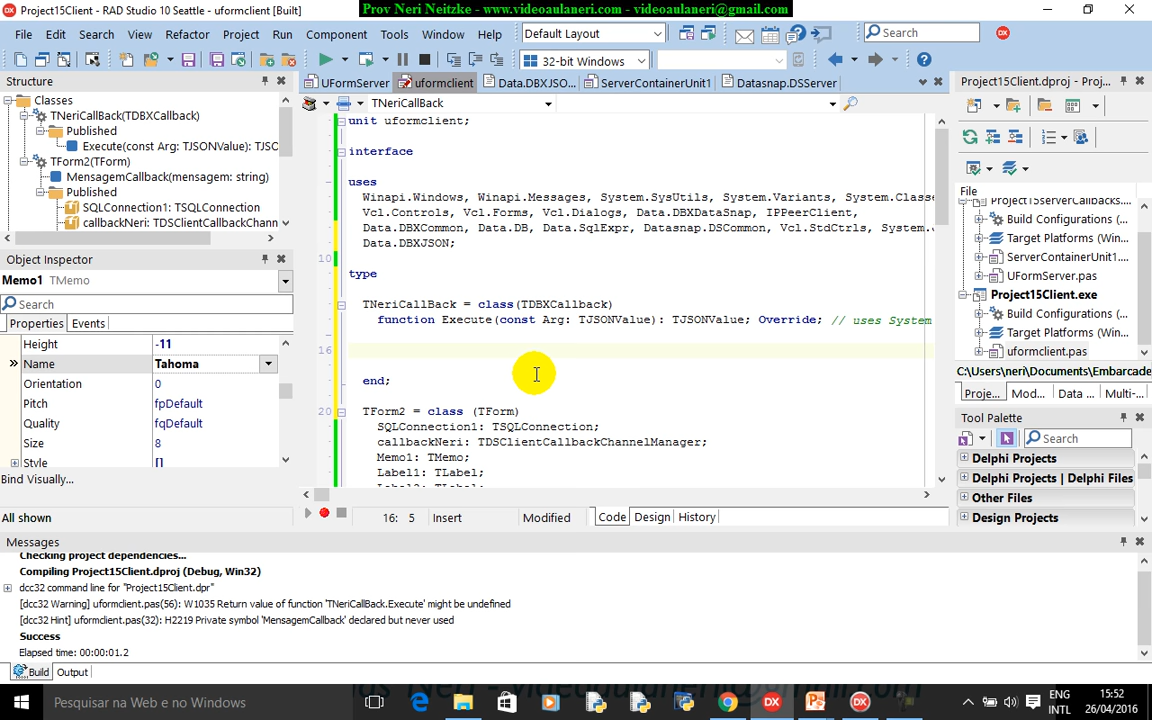 Project15Client - RAD Studio 10 Seattle - uformclient [Built]
Prov Neri Neitzke - www.videoaulaneri.com - videoaulaneri@gmail.com
File Edit Search View Refactor Project Run Component Tools Window Help
Default Layout
Search
32-bit Windows
Structure
UFormServer uformclient Data.DBXJSO... ServerContainerUnit1 Datasnap.DSServer
Project15Client.dproj - Proj...
Classes
TNeriCallBack(TDBXCallback)
Published
Execute(const Arg: TJSONValue): TJSC
TForm2(TForm)
MensagemCallback(mensagem: string)
Published
SQLConnection1: TSQLConnection
callbackNeri: TDSClientCallbackChann
Object Inspector
Memo1 TMemo
Search
Properties Events
Height -11
Name Tahoma
Orientation 0
Pitch fpDefault
Quality fqDefault
Size 8
Style []
Bind Visually...
All shown
TNeriCallBack
unit uformclient;
interface
uses
Winapi.Windows, Winapi.Messages, System.SysUtils, System.Variants, System.Classe
Vcl.Controls, Vcl.Forms, Vcl.Dialogs, Data.DBXDataSnap, IPPeerClient,
Data.DBXCommon, Data.DB, Data.SqlExpr, Datasnap.DSCommon, Vcl.StdCtrls, System.
Data.DBXJSON;
10
type
TNeriCallBack = class(TDBXCallback)
function Execute(const Arg: TJSONValue): TJSONValue; Override; // uses System
16
end;
20 TForm2 = class (TForm)
SQLConnection1: TSQLConnection;
callbackNeri: TDSClientCallbackChannelManager;
Memo1: TMemo;
Label1: TLabel;
16: 5 Insert Modified Code Design History
File
Project15serverCallbacks...
Build Configurations (...
Target Platforms (Win...
ServerContainerUnit1....
UFormServer.pas
Project15Client.exe
Build Configurations (...
Target Platforms (Win...
uformclient.pas
C:\Users\neri\Documents\Embarcade
Proje... Mod... Data ... Multi-...
Tool Palette
Search
Delphi Projects
Delphi Projects | Delphi Files
Other Files
Design Projects
Messages
Checking project dependencies...
Compiling Project15Client.dproj (Debug, Win32)
dcc32 command line for "Project15Client.dpr"
[dcc32 Warning] uformclient.pas(56): W1035 Return value of function 'TNeriCallBack.Execute' might be undefined
[dcc32 Hint] uformclient.pas(32): H2219 Private symbol 'MensagemCallback' declared but never used
Success
Elapsed time: 00:00:01.2
Build Output
Pesquisar na Web e no Windows
ENG
INTL
15:52
26/04/2016